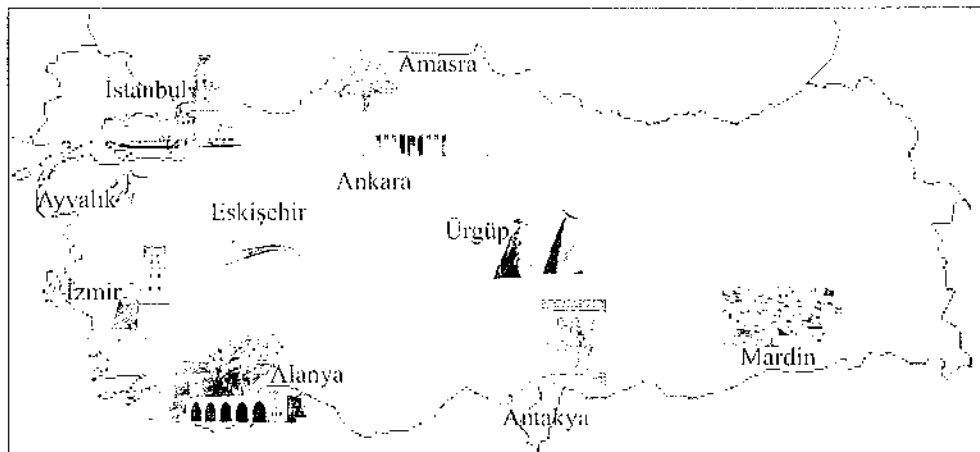 Amasra
İstanbul
Ankara
Ayvalık
Eskişehir
Ürgüp
İzmir
Mardin
Alanya
Antakya